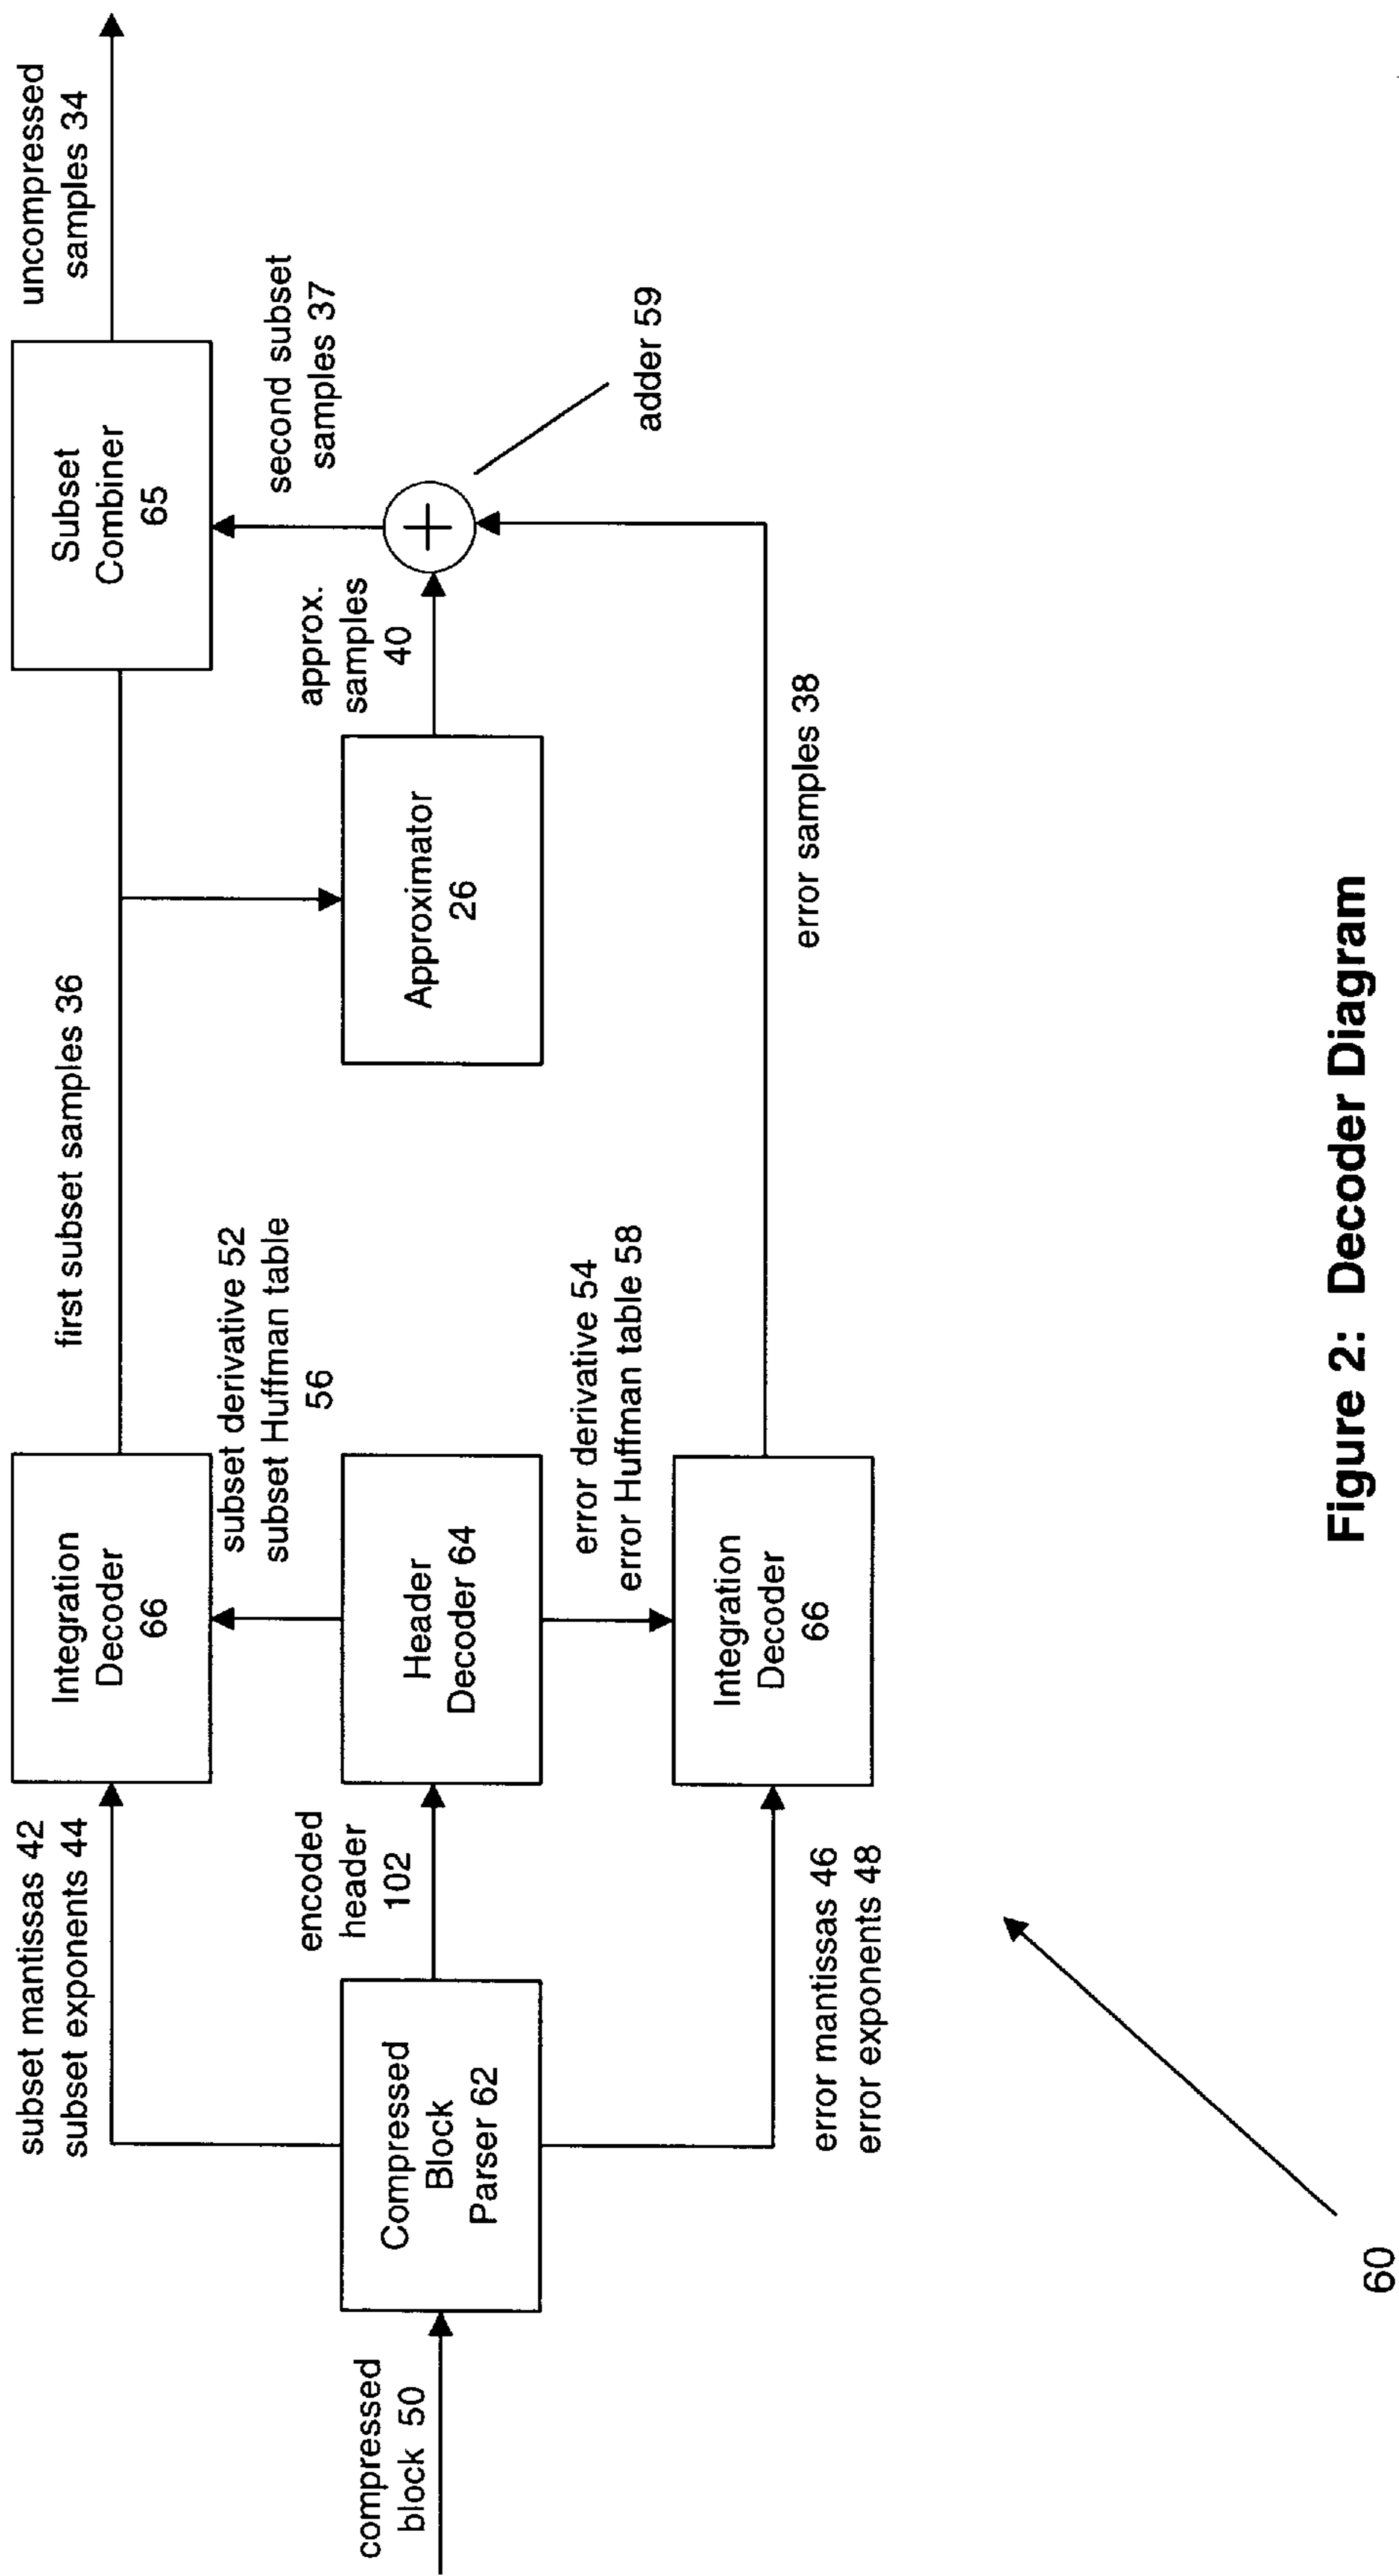 compressed
block 50
Compressed
Block
Parser 62
subset mantissas 42
subset exponents 44
encoded
header
102
error mantissas 46
error exponents 48
Integration
Decoder
66
subset derivative 52
subset Huffman table
56
Header
Decoder 64
error derivative 54
error Huffman table 58
Integration
Decoder
66
first subset samples 36
Approximator
26
approx.
samples
40
error samples 38
adder 59
second subset
samples 37
Subset
Combiner
65
uncompressed
samples 34
60
Figure 2: Decoder Diagram